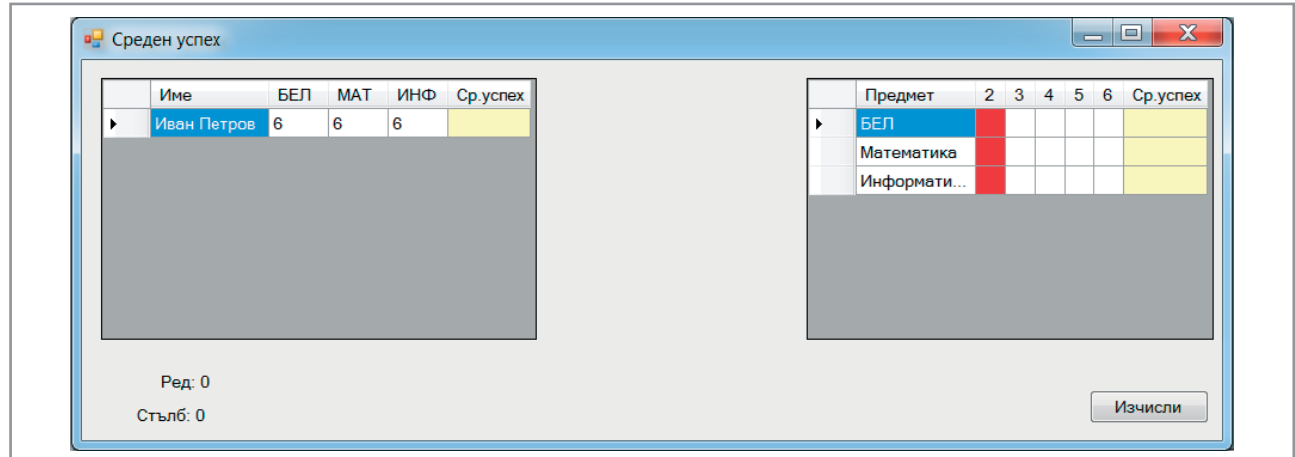 Среден успех
Име БЕЛ МАТ ИНФ Ср.успех
Иван Петров 6 6 6
Предмет 2 3 4 5 6 Ср.успех
БЕЛ
Математика
Информати...
Ред: 0
Стълб: 0
Изчисли